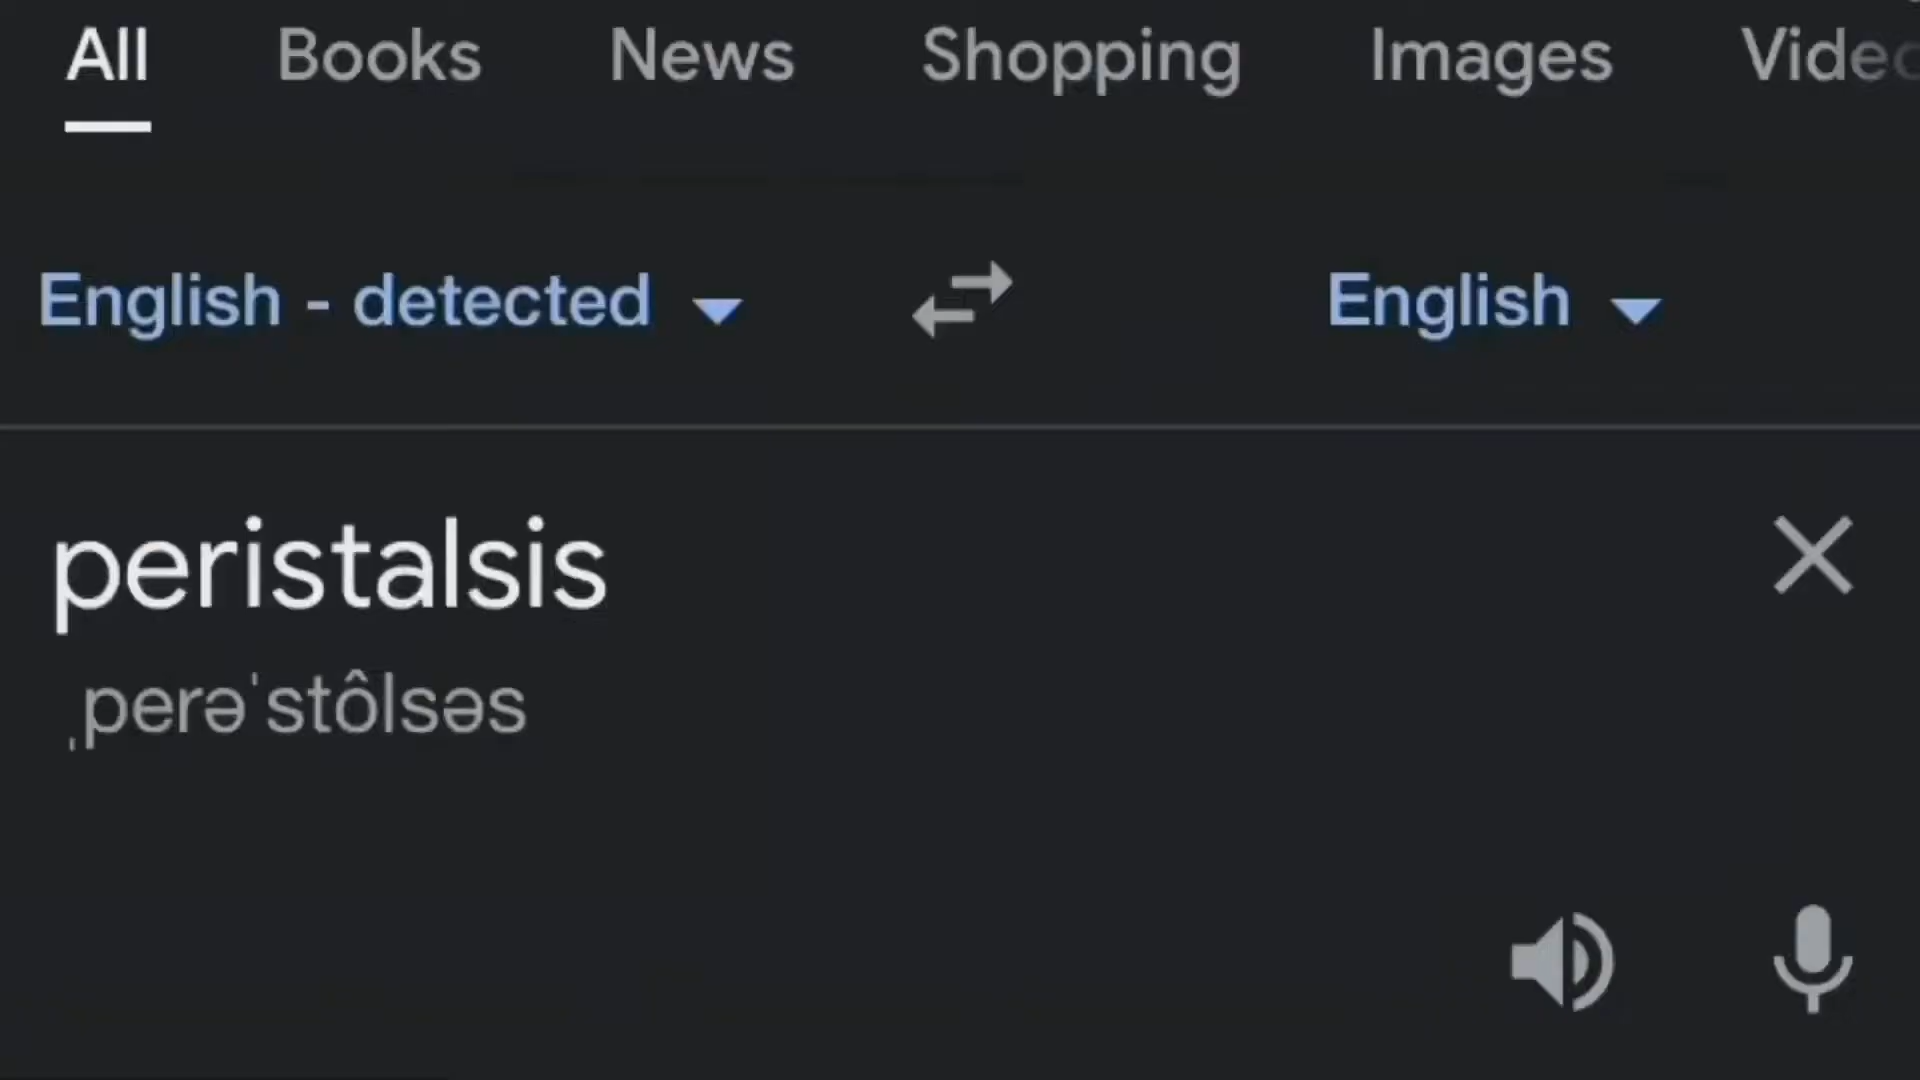 All Books News Shopping Images
English - detected English
peristalsis
ˌperəˈstôlsəs